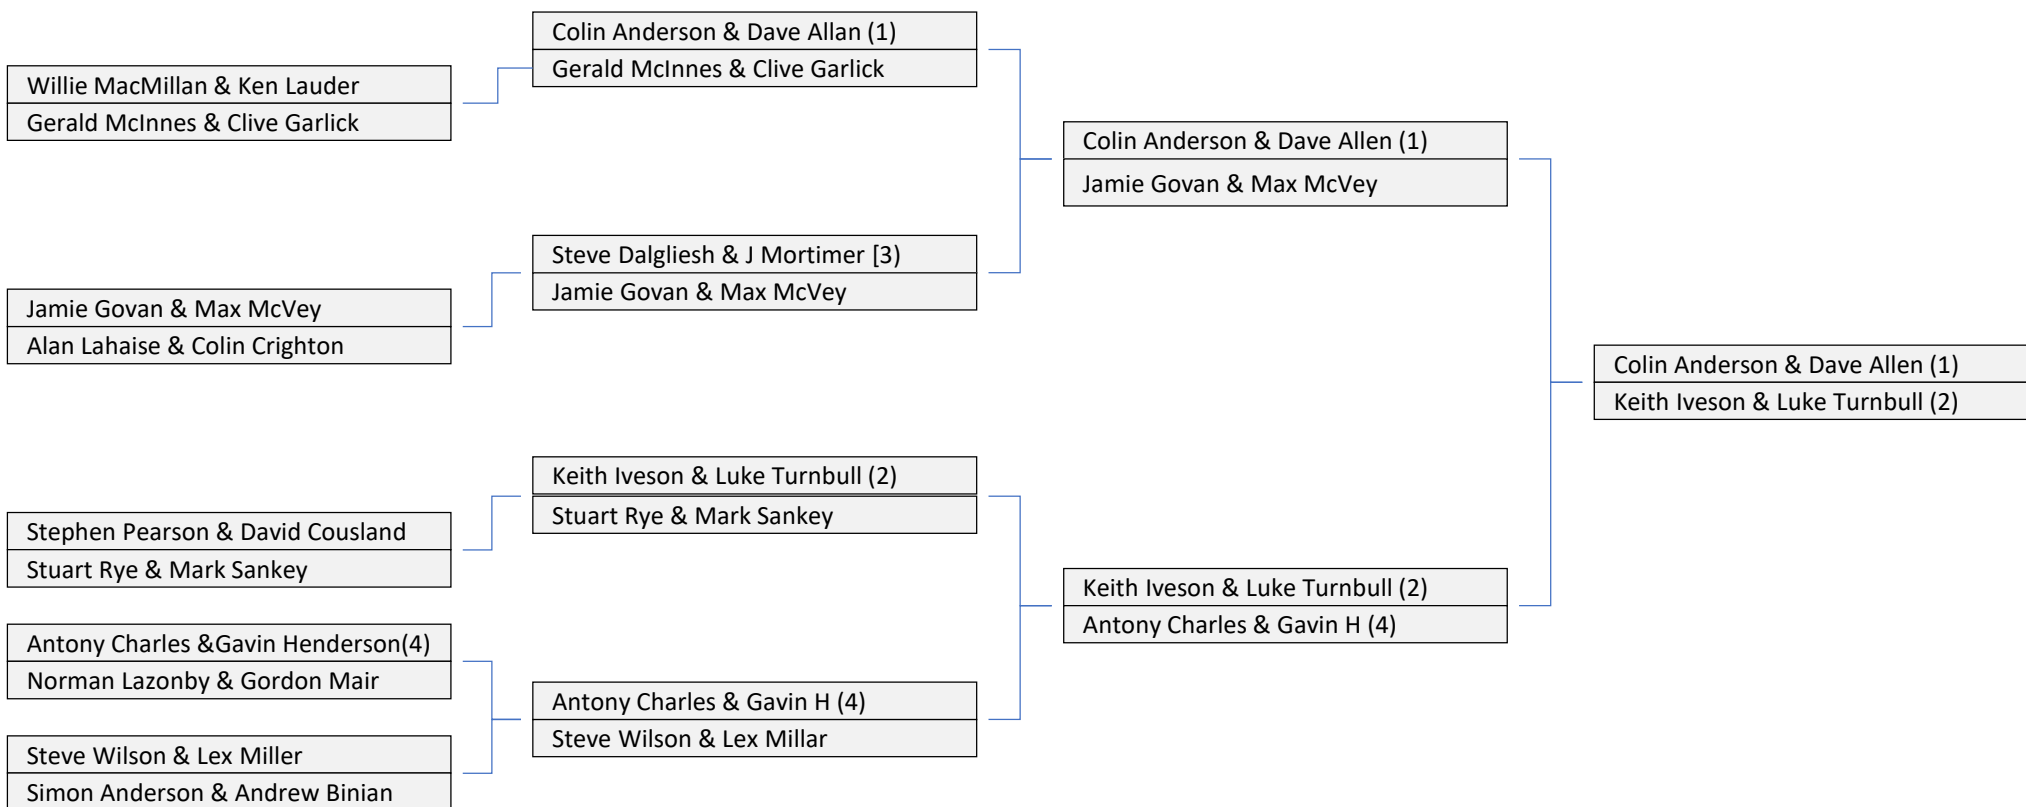 Willie MacMillan & Ken Lauder
Gerald McInnes & Clive Garlick
Jamie Govan & Max McVey
Alan Lahaise & Colin Crighton
Stephen Pearson & David Cousland
Stuart Rye & Mark Sankey
Antony Charles &Gavin Henderson(4)
Norman Lazonby & Gordon Mair
Steve Wilson & Lex Miller
Simon Anderson & Andrew Binian
Colin Anderson & Dave Allan (1)
Gerald McInnes & Clive Garlick
Steve Dalgliesh & J Mortimer [3)
Jamie Govan & Max McVey
Keith Iveson & Luke Turnbull (2)
Stuart Rye & Mark Sankey
Antony Charles & Gavin H (4)
Steve Wilson & Lex Millar
Colin Anderson & Dave Allen (1)
Jamie Govan & Max McVey
Keith Iveson & Luke Turnbull (2)
Antony Charles & Gavin H (4)
Colin Anderson & Dave Allen (1)
Keith Iveson & Luke Turnbull (2)